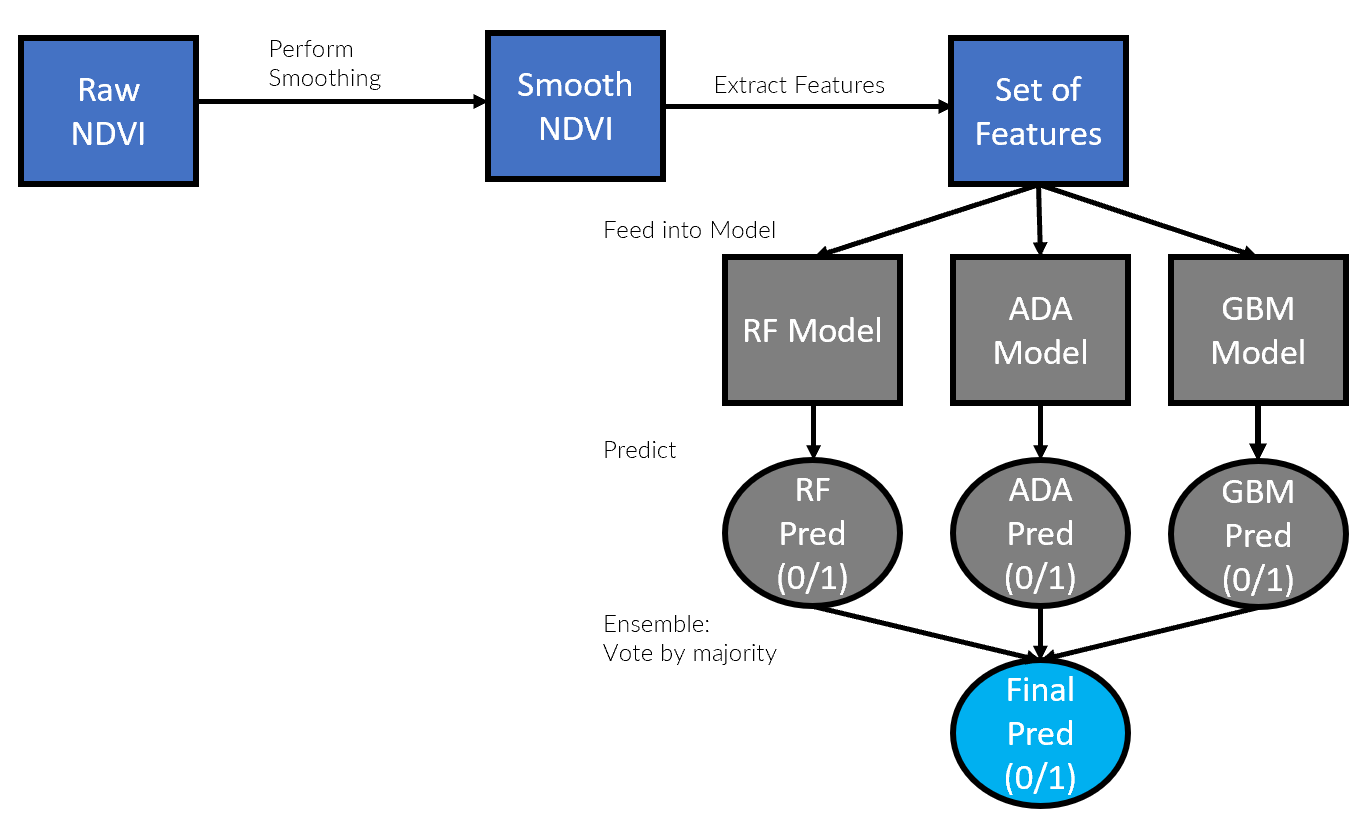 Raw
NDVI
Perform
Smoothing
Smooth
NDVI
Extract Features
Set of
Features
Feed into Model
RF Model
ADA
Model
GBM
Model
Predict
RF
Pred
(0/1)
ADA
Pred
(0/1)
GBM
Pred
(0/1)
Ensemble:
Vote by majority
Final
Pred
(0/1)